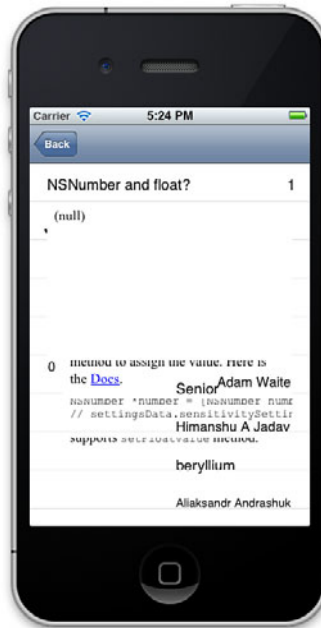 Carrier 5:24 PM
Back
NSNumber and float? 1
(null)
method to assign the value. Here is
0 the Docs.
Senior Adam Waite
NSNumber *number = [NSNumber numb
// settingsData.sensitivitySettin
Himanshu A Jadav
supports setFloatValue method.
beryllium
Aliaksandr Andrashuk